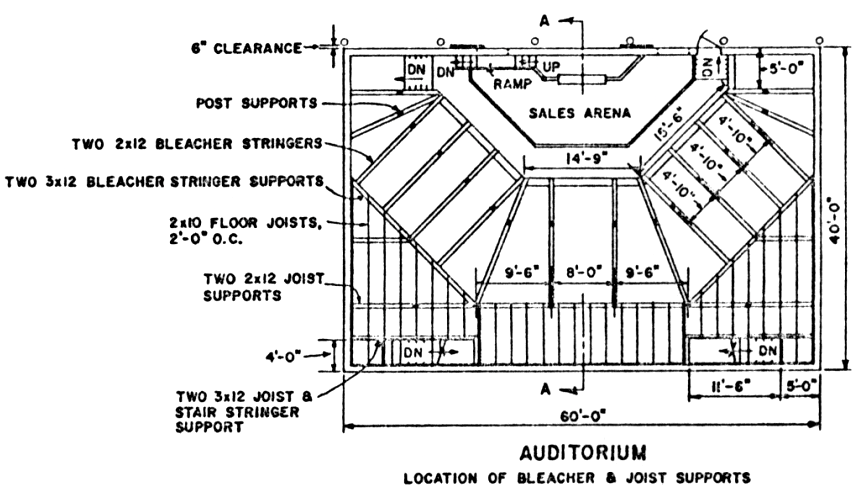 A
6" CLEARANCE
DN
DN
UP
RAMP
DN
5'-0"
POST SUPPORTS
SALES ARENA
15'-6"
4'-10"
TWO 2x12 BLEACHER STRINGERS
14'-9"
4'-10"
TWO 3x12 BLEACHER STRINGER SUPPORTS
4'-10"
2x10 FLOOR JOISTS,
2'-0" O.C.
40'-0"
9'-6"
8'-0"
9'-6"
TWO 2x12 JOIST
SUPPORTS
4'-0"
DN
DN
A
11'-6"
5'-0"
TWO 3x12 JOIST &
STAIR STRINGER
SUPPORT
60'-0"
AUDITORIUM
LOCATION OF BLEACHER & JOIST SUPPORTS